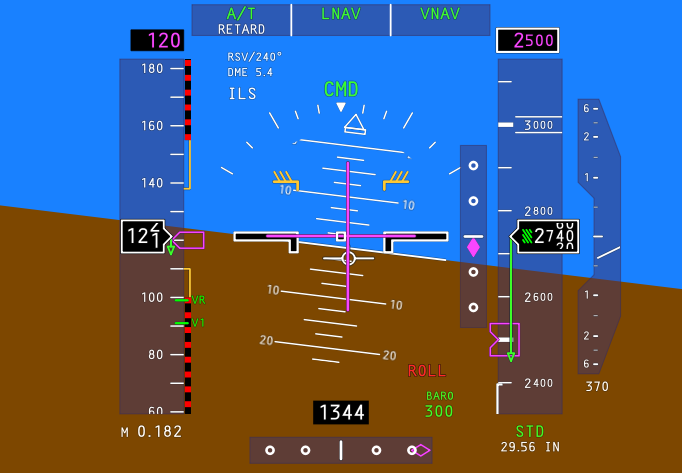 A/T LNAV VNAV
RETARD
120
2500
RSV/240°
DME 5.4
ILS
CMD
180
160
140
100
80
60
VR
V1
10 10
10 10
20 20
ROLL
3000
2800
2600
2400
2740
6
2
1
1
2
6
370
BARO
300
1344
M 0.182
STD
29.56 IN